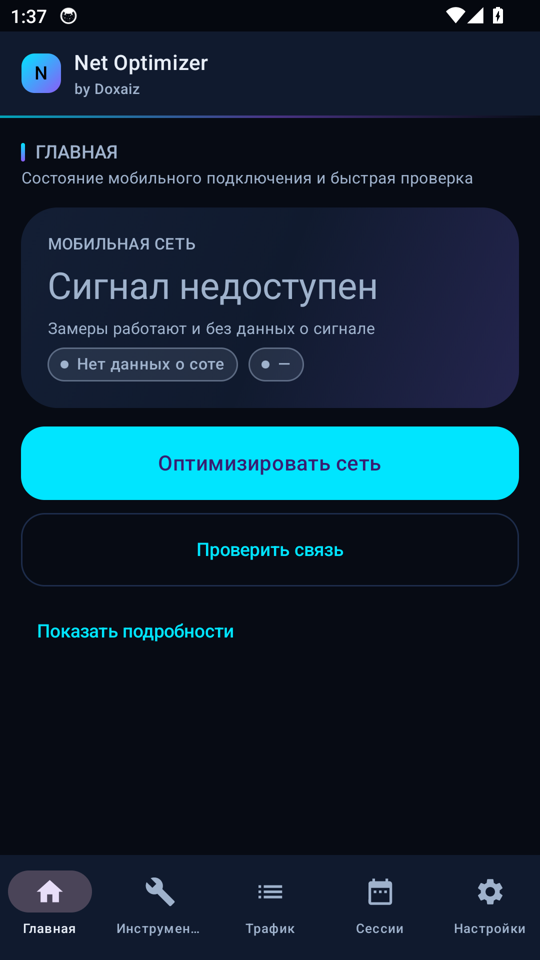 1:37
N
Net Optimizer
by Doxaiz
ГЛАВНАЯ
Состояние мобильного подключения и быстрая проверка
МОБИЛЬНАЯ СЕТЬ
Сигнал недоступен
Замеры работают и без данных о сигнале
Нет данных о соте
—
Оптимизировать сеть
Проверить связь
Показать подробности
Главная
Инструмен…
Трафик
Сессии
Настройки